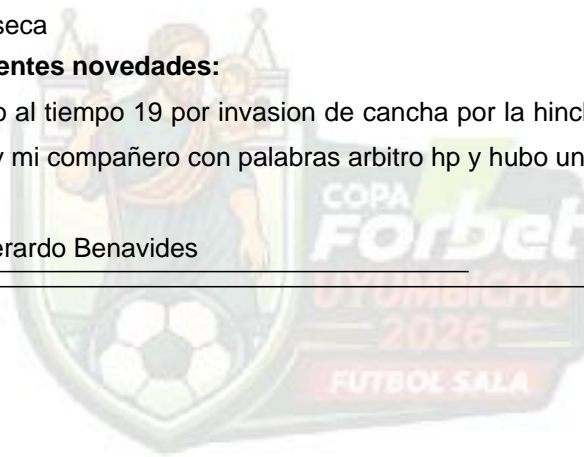 seca
entes novedades:
o al tiempo 19 por invasion de cancha por la hincl
y mi compañero con palabras arbitro hp y hubo un
erardo Benavides
COPA
Forbet
UYUMBICHO
2026
FUTBOL SALA